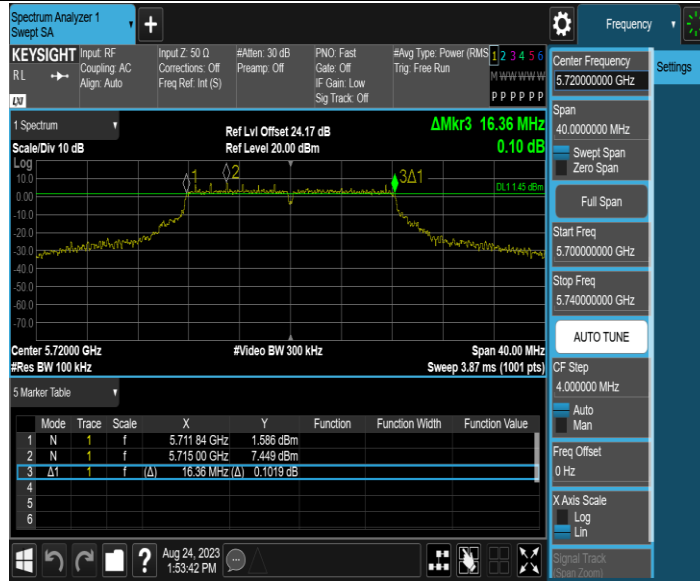 Spectrum Analyzer 1
Swept SA
Frequency
KEYSIGHT
RL
LXI
Input: RF
Coupling: AC
Align: Auto
Input Z: 50 Ω
Corrections: Off
Freq Ref: Int (S)
#Atten: 30 dB
Preamp: Off
PNO: Fast
Gate: Off
IF Gain: Low
Sig Track: Off
#Avg Type: Power (RMS
Trig: Free Run
1 2 3 4 5 6
M W W W W W
P P P P P P
1 Spectrum
Scale/Div 10 dB
Ref Lvl Offset 24.17 dB
Ref Level 20.00 dBm
ΔMkr3 16.36 MHz
0.10 dB
Log
10.0
0.00
-10.0
-20.0
-30.0
-40.0
-50.0
-60.0
-70.0
1
2
3Δ1
DL1 1.45 dBm
Center 5.72000 GHz
#Res BW 100 kHz
#Video BW 300 kHz
Span 40.00 MHz
Sweep 3.87 ms (1001 pts)
5 Marker Table
Mode Trace Scale X Y Function Function Width Function Value
1 N 1 f 5.711 84 GHz 1.586 dBm
2 N 1 f 5.715 00 GHz 7.449 dBm
3 Δ1 1 f (Δ) 16.36 MHz (Δ) 0.1019 dB
4
5
6
Aug 24, 2023
1:53:42 PM
Center Frequency
5.720000000 GHz
Settings
Span
40.0000000 MHz
Swept Span
Zero Span
Full Span
Start Freq
5.700000000 GHz
Stop Freq
5.740000000 GHz
AUTO TUNE
CF Step
4.000000 MHz
Auto
Man
Freq Offset
0 Hz
X Axis Scale
Log
Lin
Signal Track
(Span Zoom)